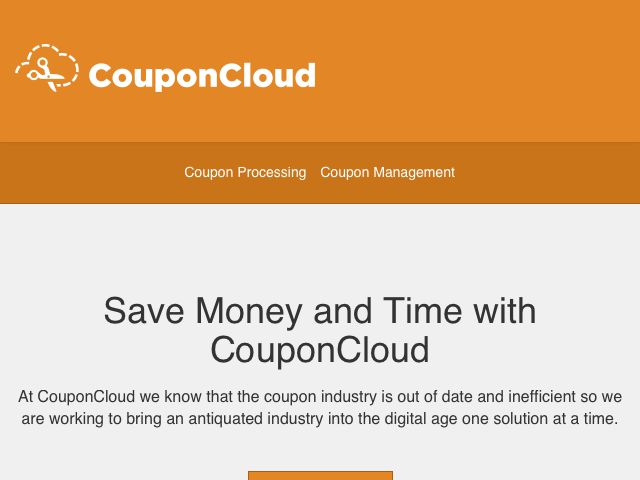 CouponCloud
Coupon Processing Coupon Management
Save Money and Time with
CouponCloud
At CouponCloud we know that the coupon industry is out of date and inefficient so we
are working to bring an antiquated industry into the digital age one solution at a time.